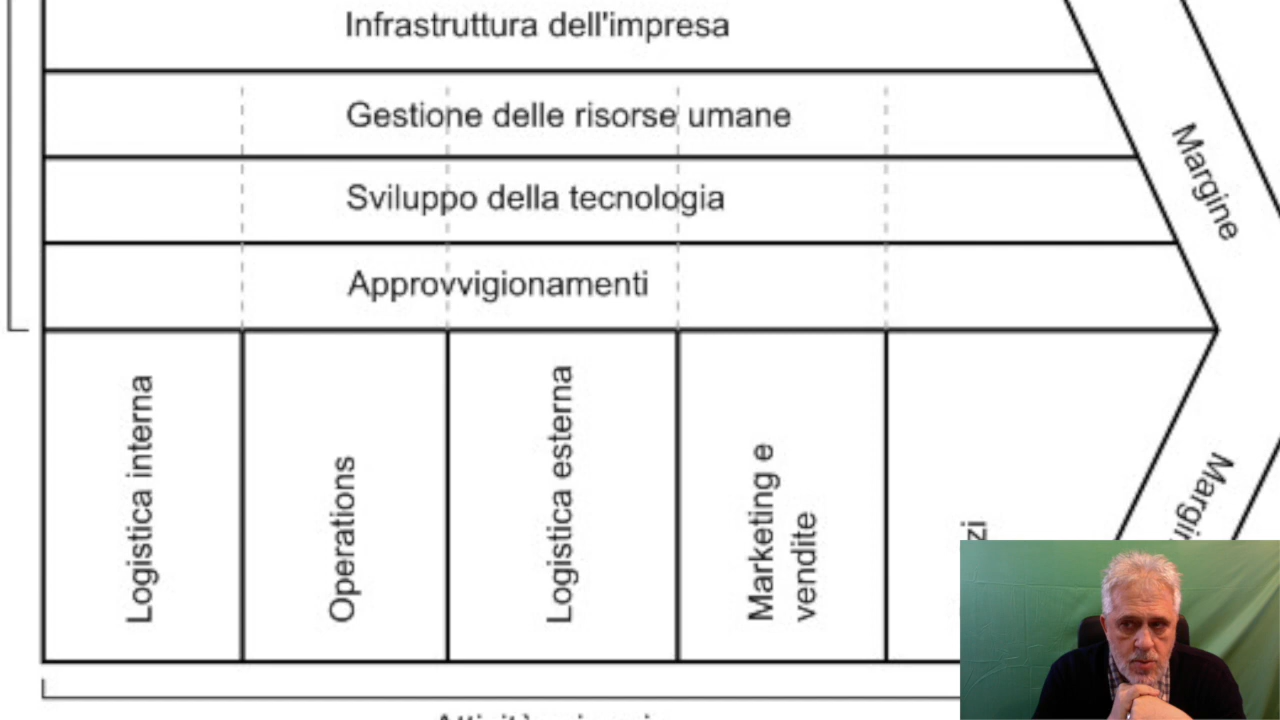 Infrastruttura dell'impresa
Gestione delle risorse umane
Sviluppo della tecnologia
Approvvigionamenti
Margine
Logistica interna
Operations
Logistica esterna
Marketing e
vendite